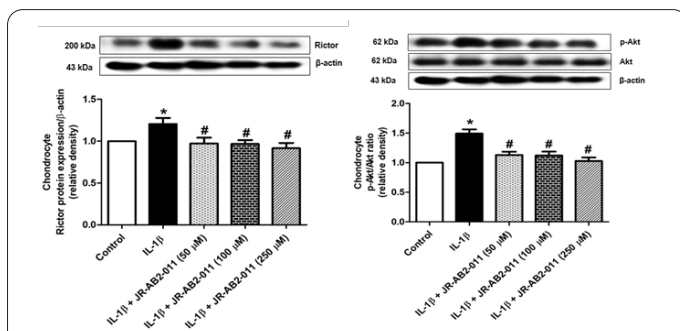 200 kDa
Rictor
43 kDa
β-actin
Chondrocyte
Rictor protein expression/β-actin
(relative density)
1.5
1.0
0.5
0.0
*
#
#
#
Control
IL-1β
IL-1β + JR-AB2-011 (50 μM)
IL-1β + JR-AB2-011 (100 μM)
IL-1β + JR-AB2-011 (250 μM)
62 kDa
p-Akt
62 kDa
Akt
43 kDa
β-actin
Chondrocyte
p-Akt/Akt ratio
(relative density)
2.0
1.5
1.0
0.5
0.0
*
#
#
#
Control
IL-1β
IL-1β + JR-AB2-011 (50 μM)
IL-1β + JR-AB2-011 (100 μM)
IL-1β + JR-AB2-011 (250 μM)